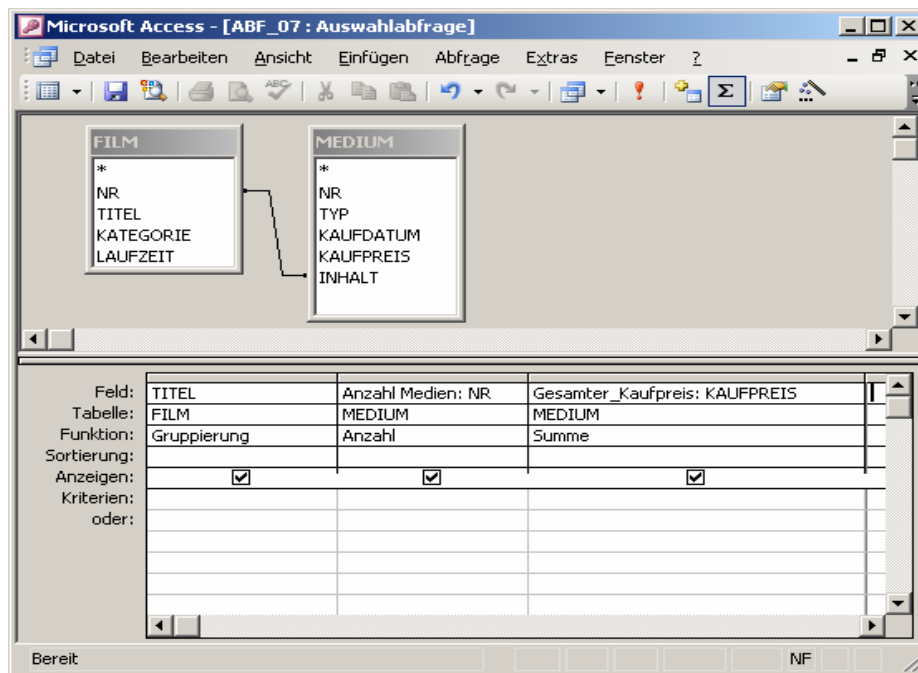 Microsoft Access - [ABF_07 : Auswahlabfrage]
Datei Bearbeiten Ansicht Einfügen Abfrage Extras Fenster ?
ABC Σ
FILM
*
NR
TITEL
KATEGORIE
LAUFZEIT
MEDIUM
*
NR
TYP
KAUFDATUM
KAUFPREIS
INHALT
Feld: TITEL Anzahl Medien: NR Gesamter_Kaufpreis: KAUFPREIS
Tabelle: FILM MEDIUM MEDIUM
Funktion: Gruppierung Anzahl Summe
Sortierung:
Anzeigen:
Kriterien:
oder:
Bereit NF